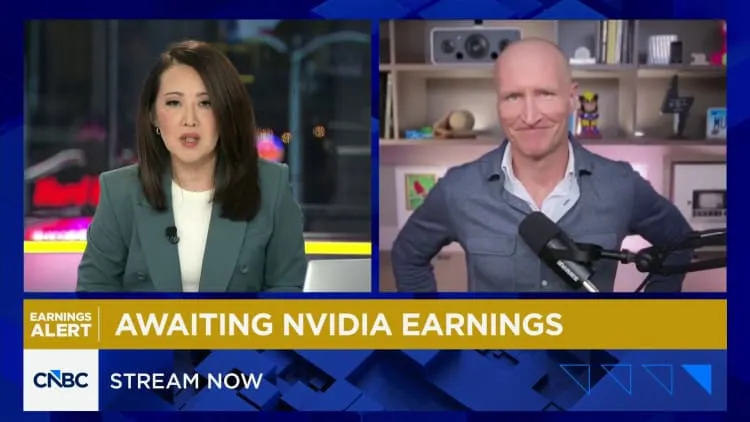 EARNINGS
ALERT
AWAITING NVIDIA EARNINGS
CNBC
STREAM NOW